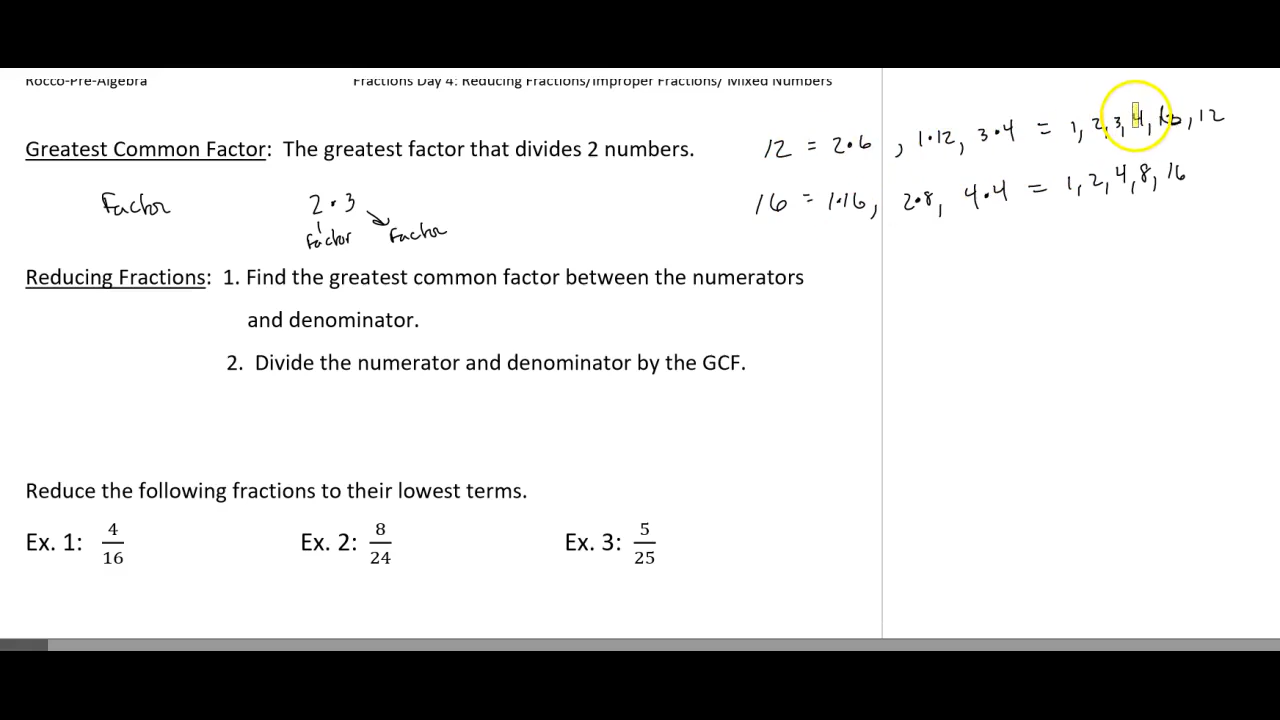 Rocco-Pre-Algebra Fractions Day 4: Reducing Fractions/Improper Fractions/ Mixed Numbers
Greatest Common Factor: The greatest factor that divides 2 numbers.
12 = 2•6 , 1•12, 3•4 = 1, 2, 3, 4, 6, 12
Factor 2 • 3
16 = 1•16, 2•8, 4•4 = 1, 2, 4, 8, 16
Factor Factor
Reducing Fractions: 1. Find the greatest common factor between the numerators
and denominator.
2. Divide the numerator and denominator by the GCF.
Reduce the following fractions to their lowest terms.
Ex. 1: 4/16 Ex. 2: 8/24 Ex. 3: 5/25